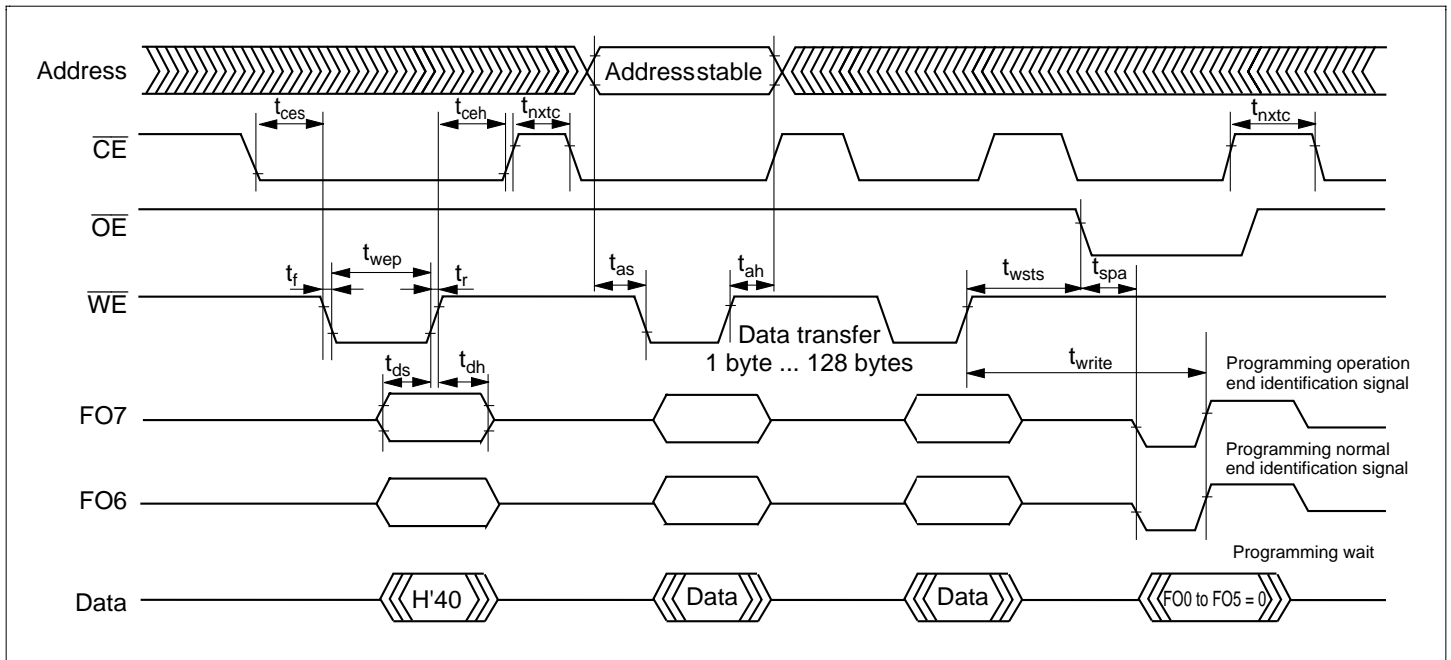 Address
Address stable
tces
tceh
tnxtc
tnxtc
CE
OE
twep
tf
tr
tas
tah
twsts
tspa
WE
Data transfer
1 byte ... 128 bytes
twrite
tds
tdh
Programming operation
end identification signal
FO7
Programming normal
end identification signal
FO6
Programming wait
Data
H'40
Data
Data
FO0 to FO5 = 0